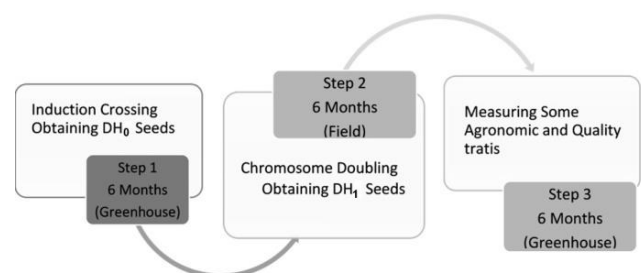 Induction Crossing
Obtaining DH₀ Seeds
Step 1
6 Months
(Greenhouse)
Step 2
6 Months
(Field)
Chromosome Doubling
Obtaining DH₁ Seeds
Measuring Some
Agronomic and Quality
tratis
Step 3
6 Months
(Greenhouse)